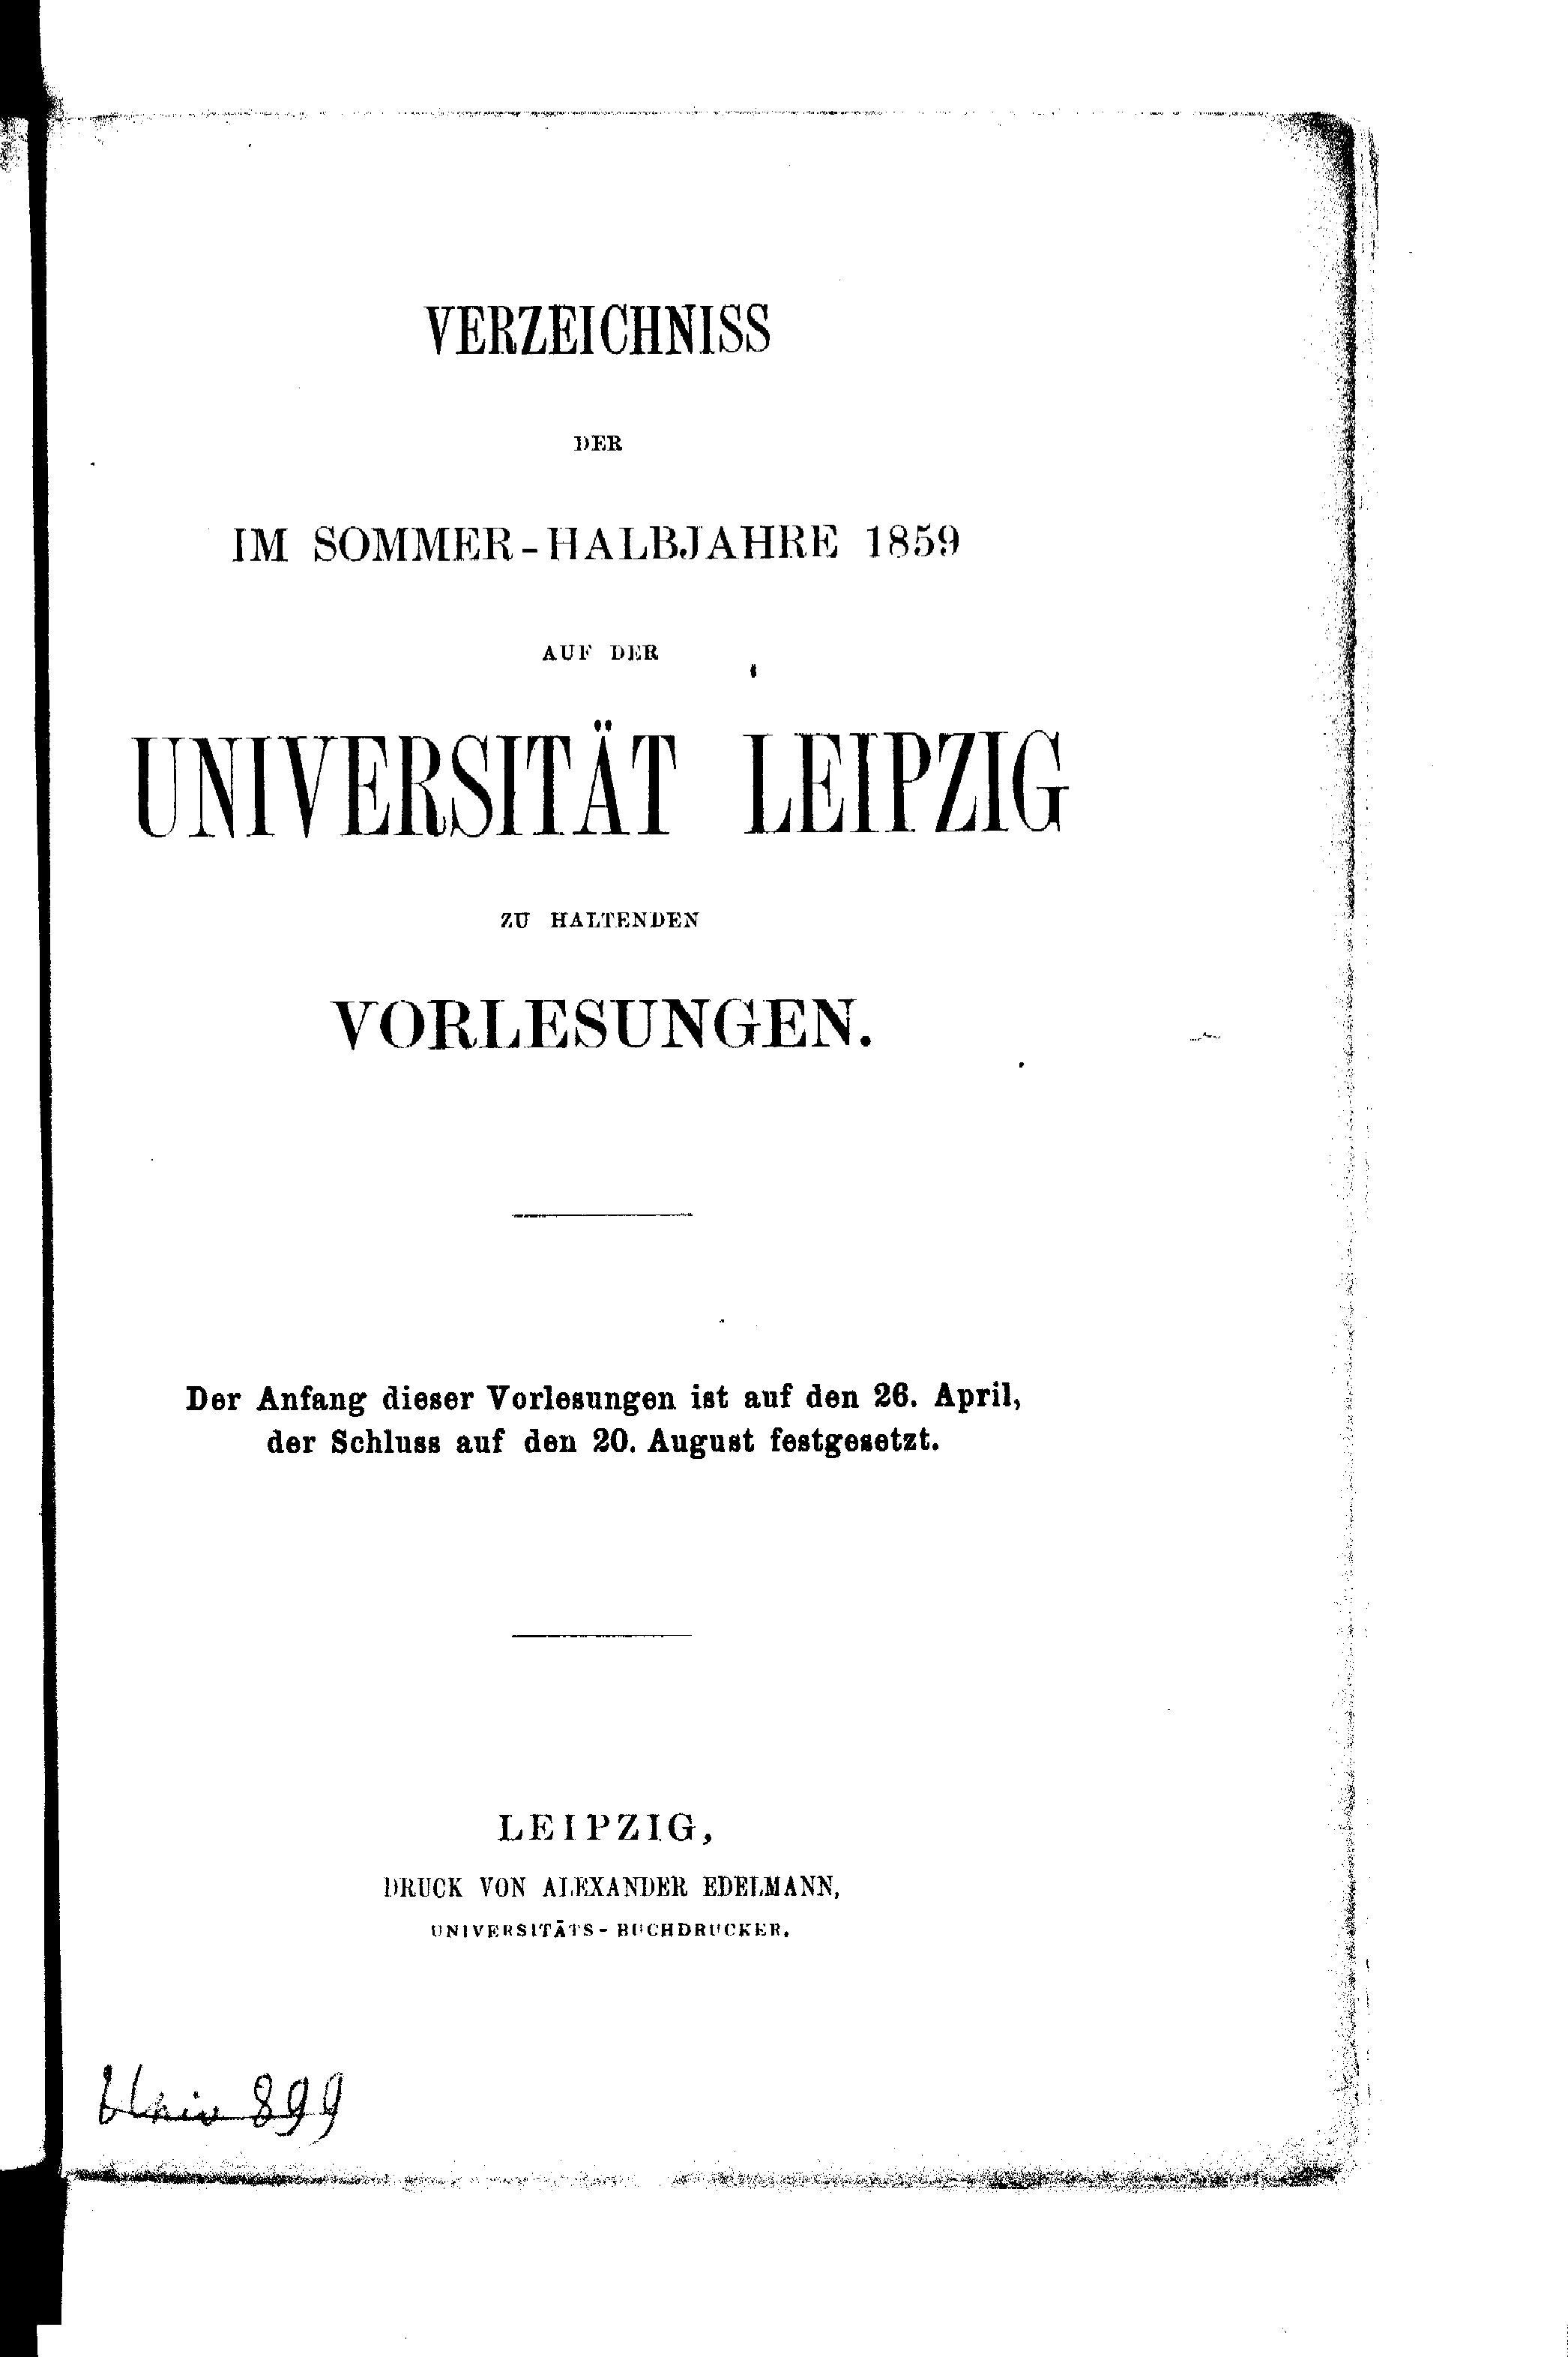 VERZEICHNISS
DER
IM SOMMER-HALBJAHRE 1859
AUF DER
UNIVERSITÄT LEIPZIG
ZU HALTENDEN
VORLESUNGEN.
Der Anfang dieser Vorlesungen ist auf den 26. April,
der Schluss auf den 20. August festgesetzt.
LEIPZIG,
DRUCK VON ALEXANDER EDELMANN,
UNIVERSITÄTS-BUCHDRUCKER.
Univ 899